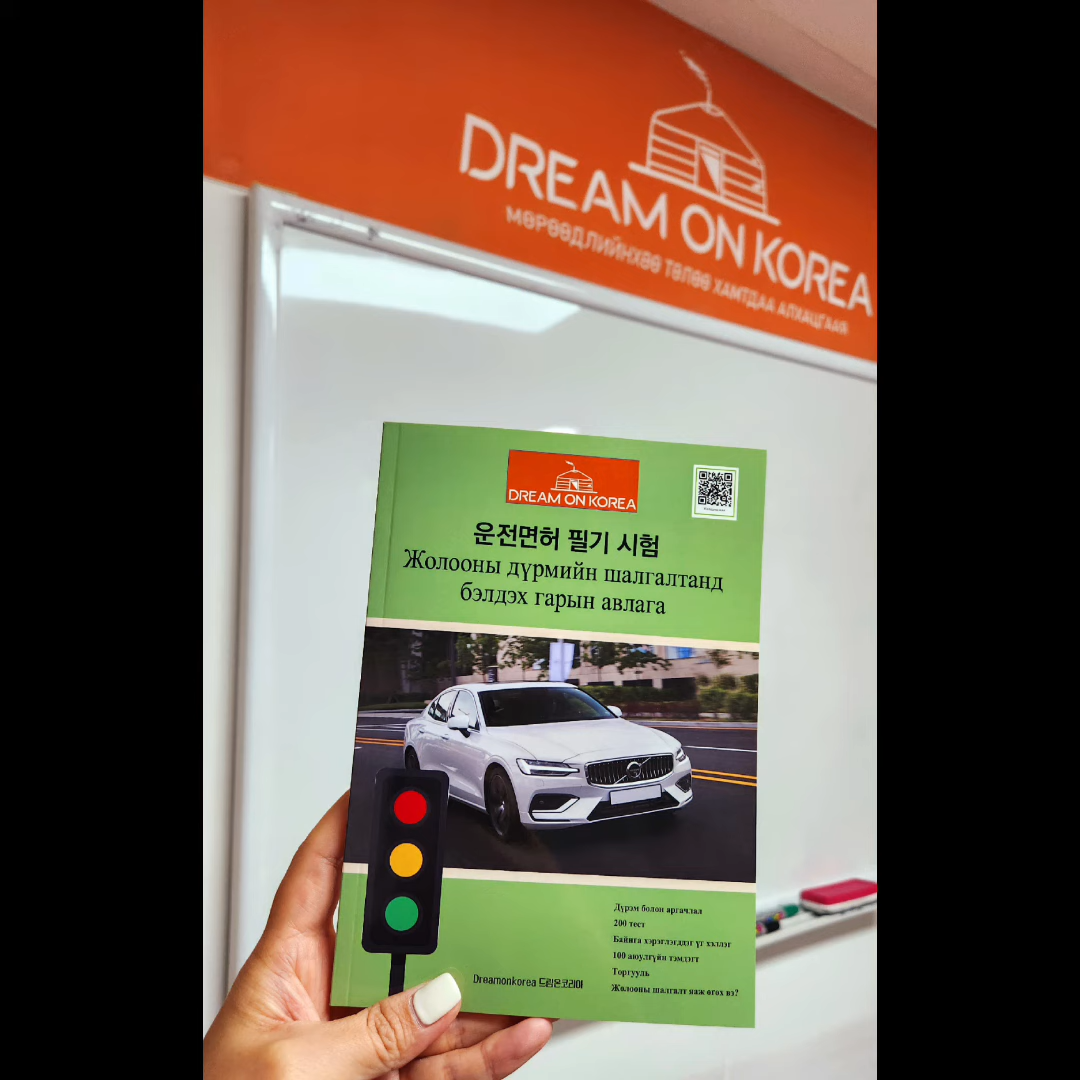 DREAM ON KOREA
МӨРӨӨДЛИЙНХӨӨ ТӨЛӨӨ ХАМТДАА АЛХАЦГААЯ
DREAM ON KOREA
운전면허 필기 시험
Жолооны дүрмийн шалгалтанд
бэлдэх гарын авлага
Дүрэм болон аргачлал
200 тест
Байнга хэрэглэгддэг үг хэллэг
100 аюулгүйн тэмдэгт
Торгууль
Жолооны шалгалт яаж өгөх вэ?
Dreamonkorea 드림온코리아